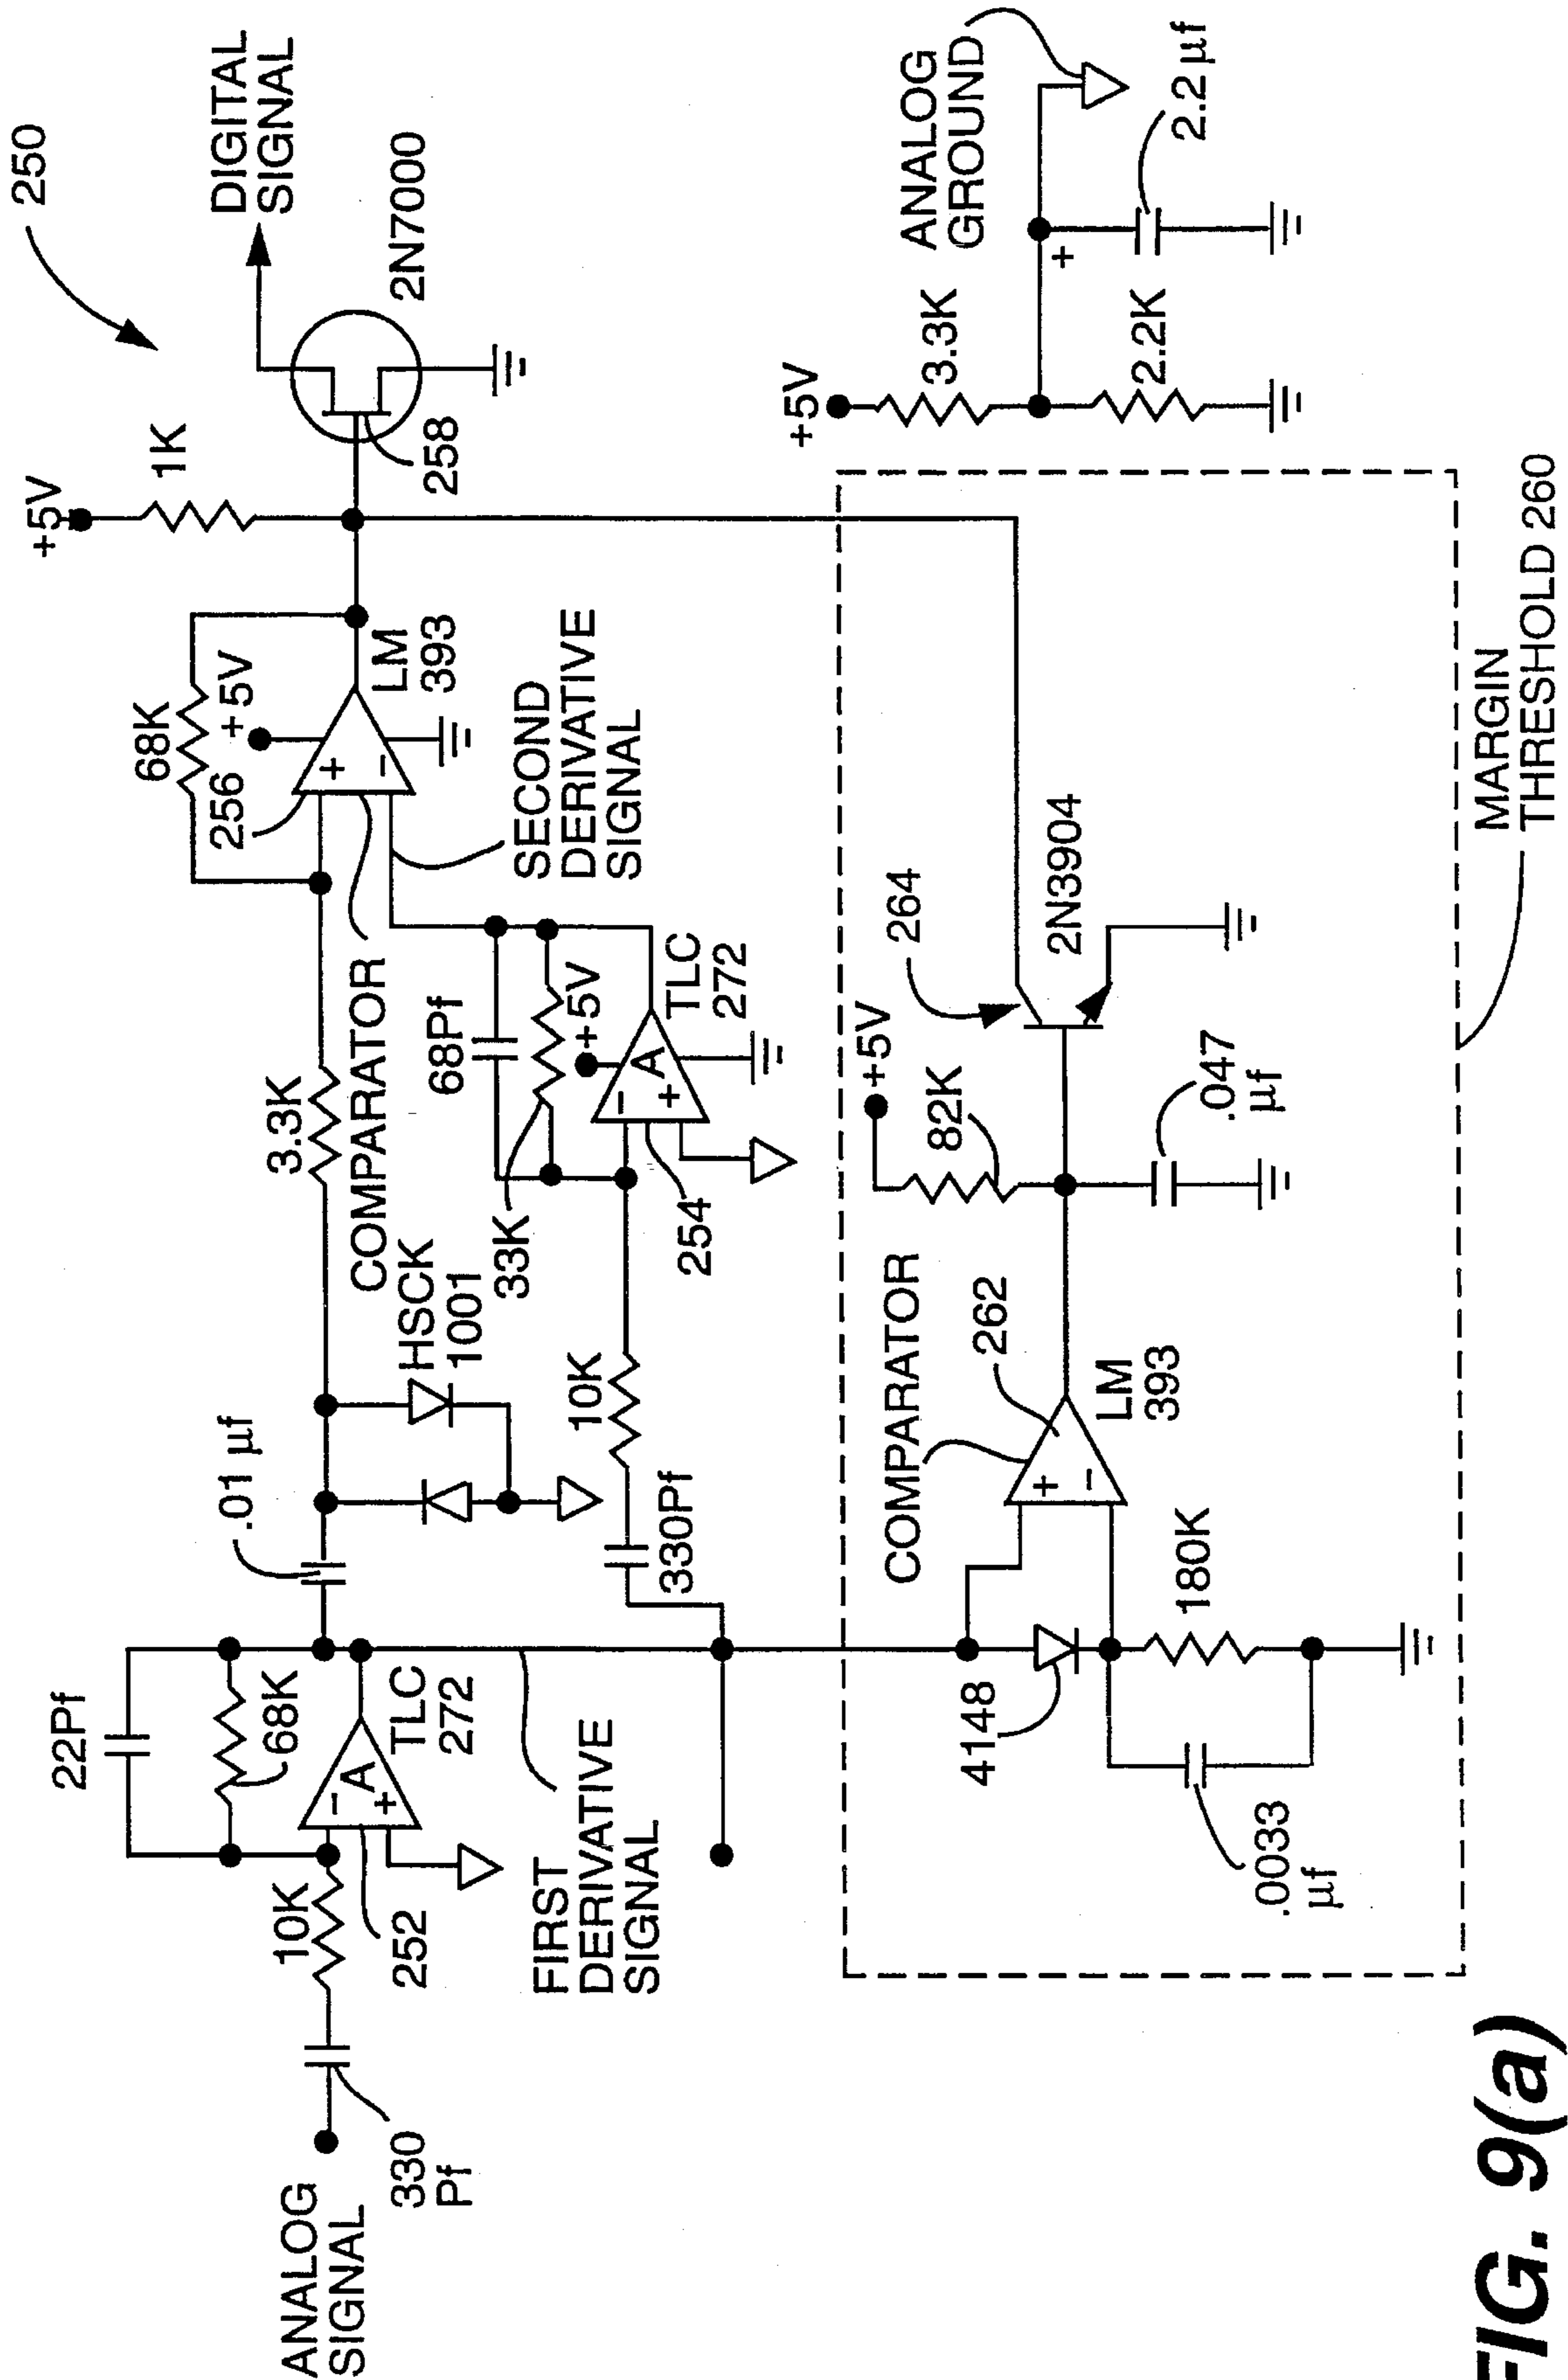 250
+5V
1K
DIGITAL
SIGNAL
2N7000
258
68K
+5V
256
+
−
LM
393
SECOND
DERIVATIVE
SIGNAL
3.3K
COMPARATOR
HSCK
1001
.01 µf
22Pf
68K
−
A
+
TLC
272
10K
252
330
Pf
ANALOG
SIGNAL
FIRST
DERIVATIVE
SIGNAL
68Pf
33K
+5V
−
A
+
TLC
272
254
10K
330Pf
+5V
3.3K
2.2K
+
ANALOG
GROUND
2.2 µf
COMPARATOR
262
+
−
LM
393
4148
180K
.0033
µf
+5V
82K
.047
µf
264
2N3904
MARGIN
THRESHOLD 260
FIG. 9(a)